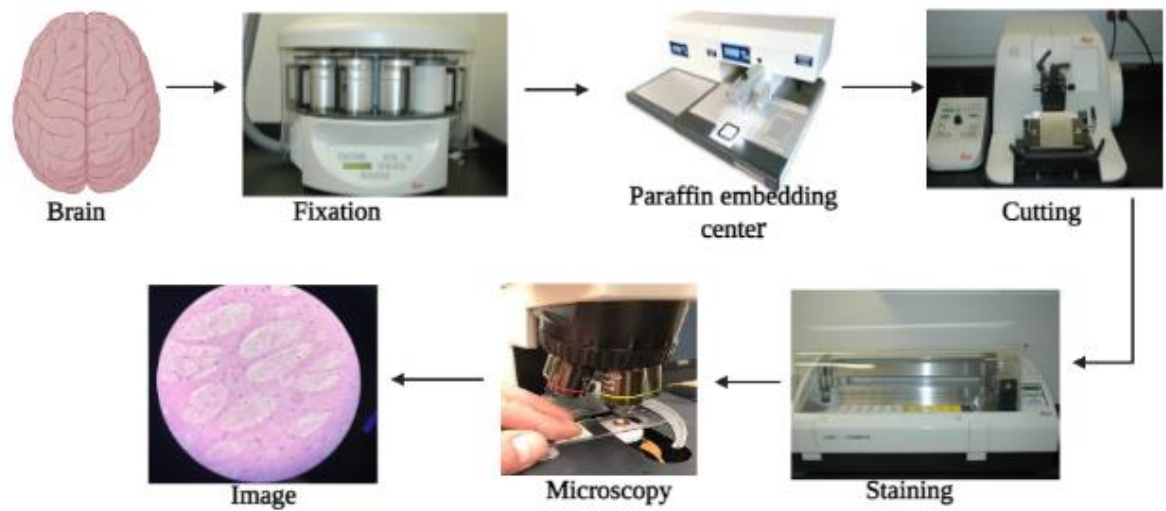 Brain
Fixation
Paraffin embedding
center
Cutting
Image
Microscopy
Staining